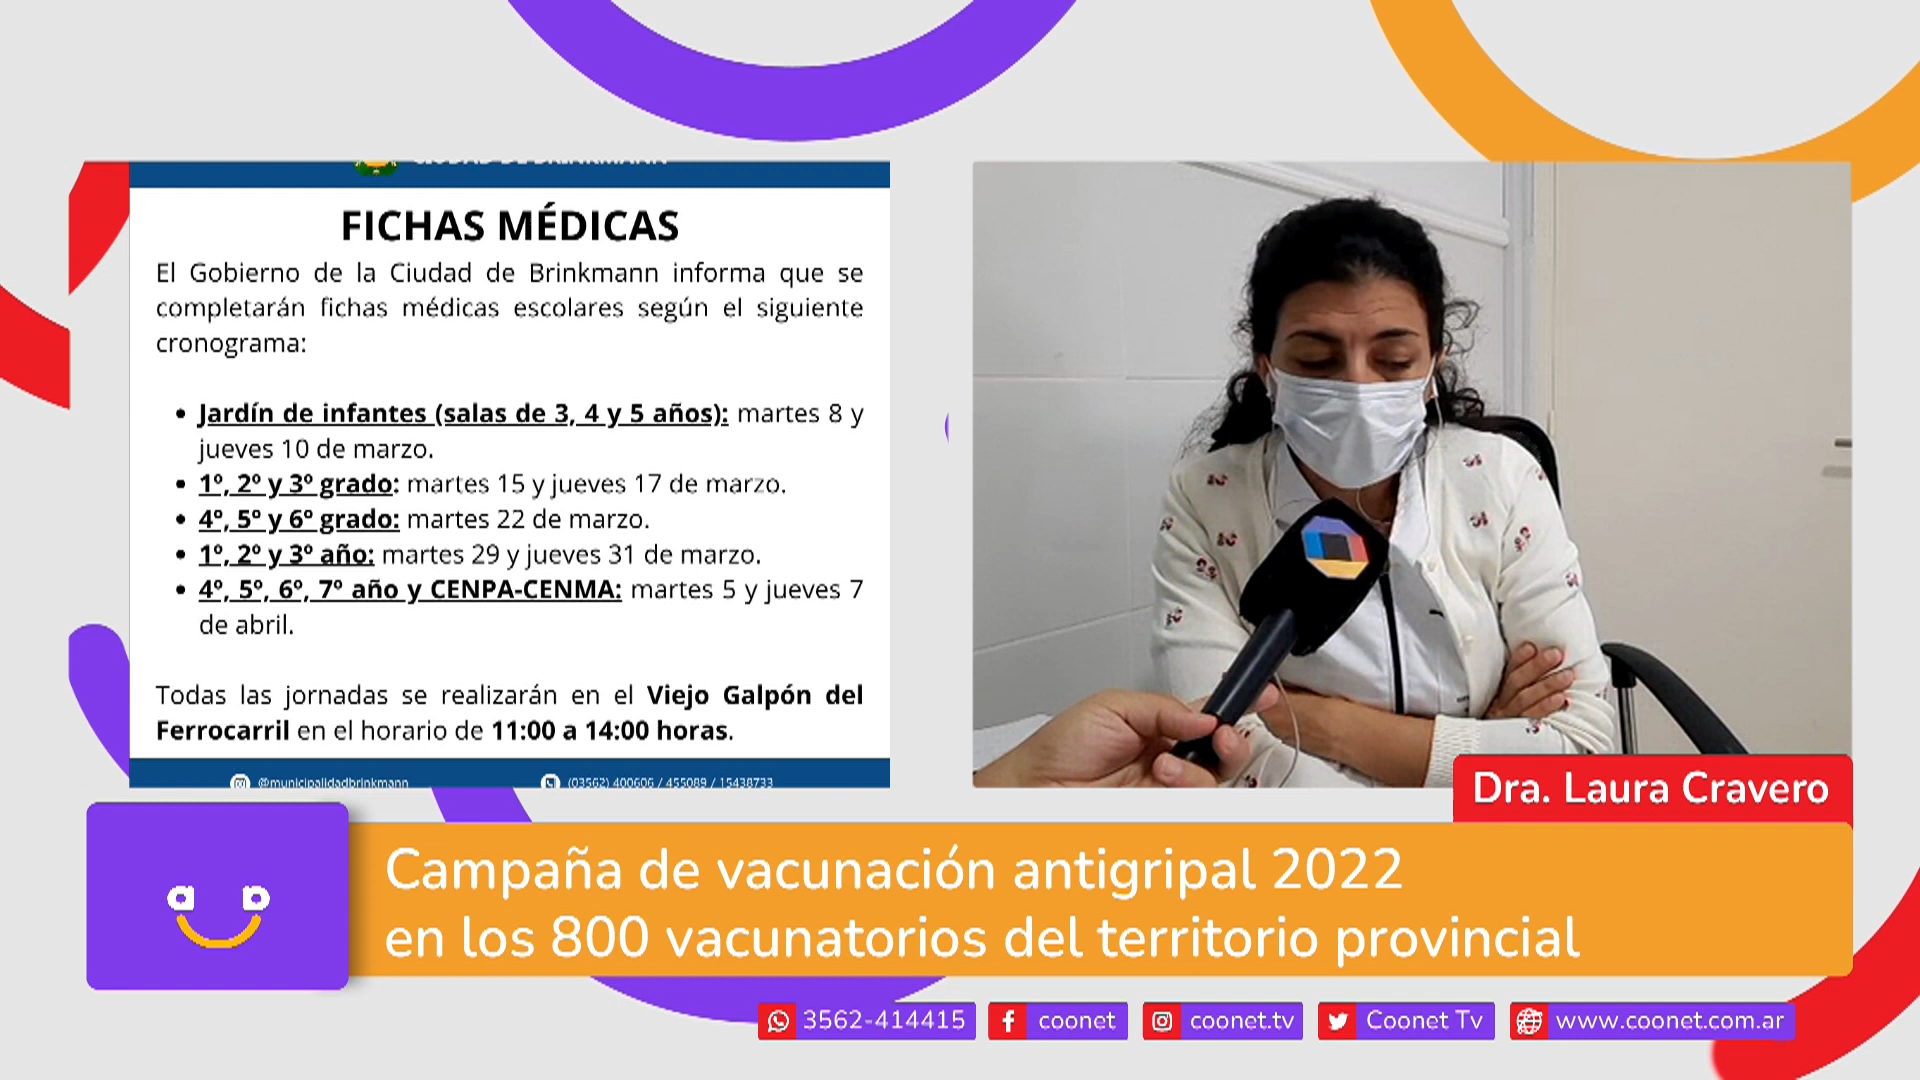 CIUDAD DE BRINKMANN
FICHAS MÉDICAS
El Gobierno de la Ciudad de Brinkmann informa que se
completarán fichas médicas escolares según el siguiente
cronograma:
• Jardín de infantes (salas de 3, 4 y 5 años): martes 8 y
jueves 10 de marzo.
• 1º, 2º y 3º grado: martes 15 y jueves 17 de marzo.
• 4º, 5º y 6º grado: martes 22 de marzo.
• 1º, 2º y 3º año: martes 29 y jueves 31 de marzo.
• 4º, 5º, 6º, 7º año y CENPA-CENMA: martes 5 y jueves 7
de abril.
Todas las jornadas se realizarán en el Viejo Galpón del
Ferrocarril en el horario de 11:00 a 14:00 horas.
@municipalidadbrinkmann (03562) 400606 / 455089 / 15438733
Dra. Laura Cravero
Campaña de vacunación antigripal 2022
en los 800 vacunatorios del territorio provincial
3562-414415 coonet coonet.tv Coonet Tv www.coonet.com.ar